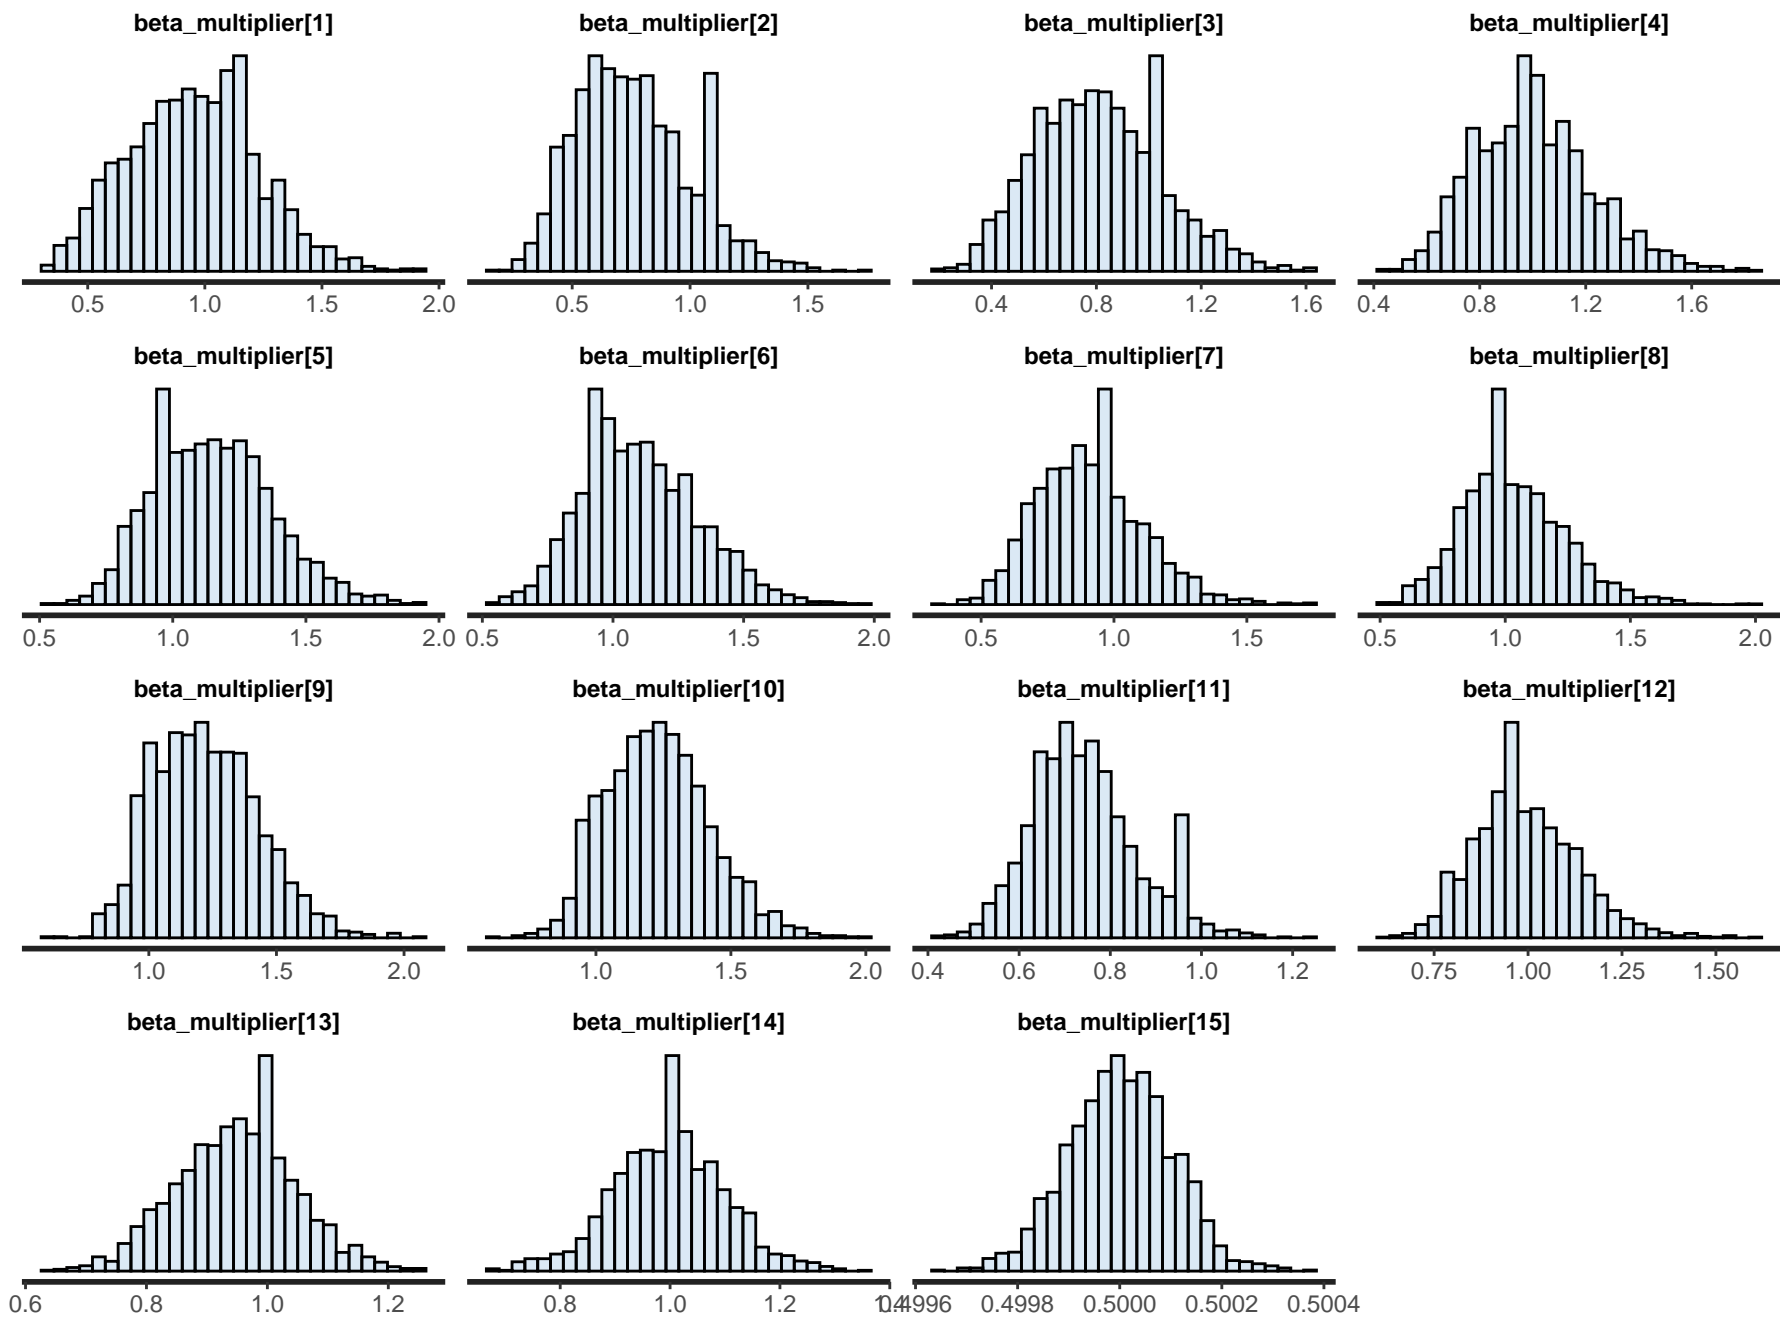 beta_multiplier[1] beta_multiplier[2] beta_multiplier[3] beta_multiplier[4]
0.5 1.0 1.5 2.0 0.5 1.0 1.5 0.4 0.8 1.2 1.6 0.4 0.8 1.2 1.6
beta_multiplier[5] beta_multiplier[6] beta_multiplier[7] beta_multiplier[8]
0.5 1.0 1.5 2.0 0.5 1.0 1.5 2.0 0.5 1.0 1.5 0.5 1.0 1.5 2.0
beta_multiplier[9] beta_multiplier[10] beta_multiplier[11] beta_multiplier[12]
1.0 1.5 2.0 1.0 1.5 2.0 0.4 0.6 0.8 1.0 1.2 0.75 1.00 1.25 1.50
beta_multiplier[13] beta_multiplier[14] beta_multiplier[15]
0.6 0.8 1.0 1.2 0.8 1.0 1.2 1.4 0.4996 0.4998 0.5000 0.5002 0.5004